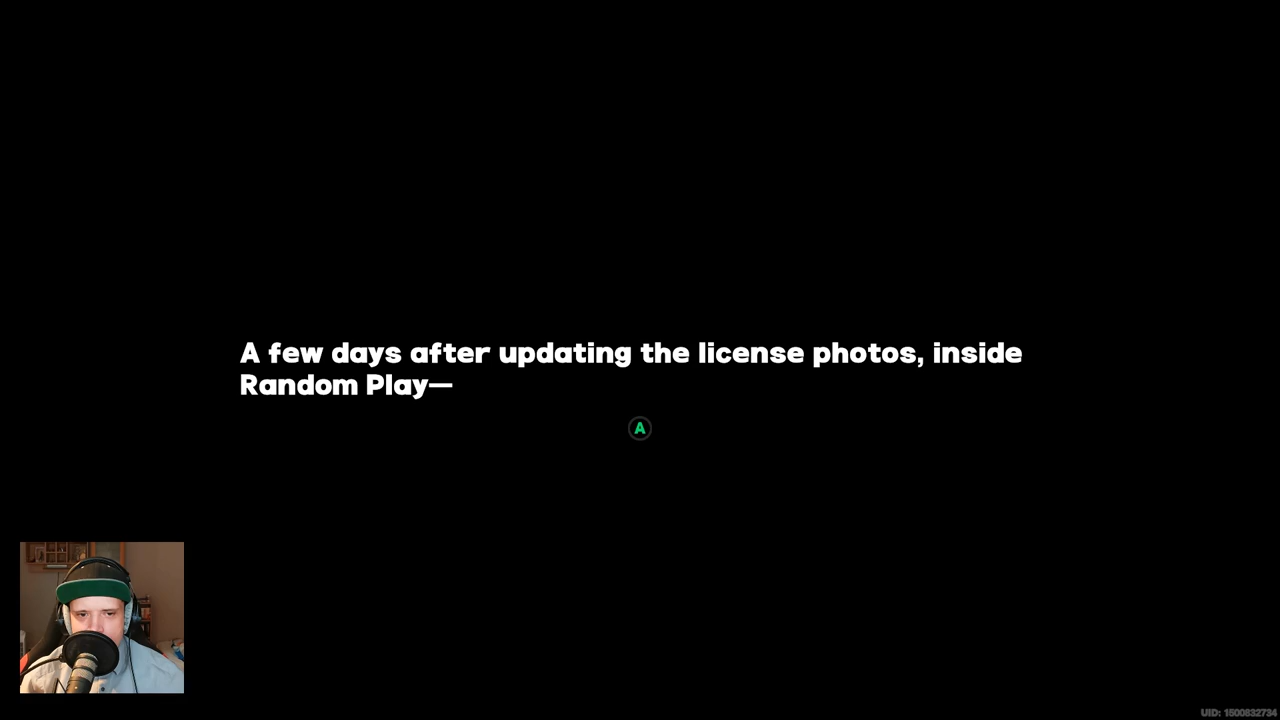 A few days after updating the license photos, inside
Random Play—
A
UID: 1500832734